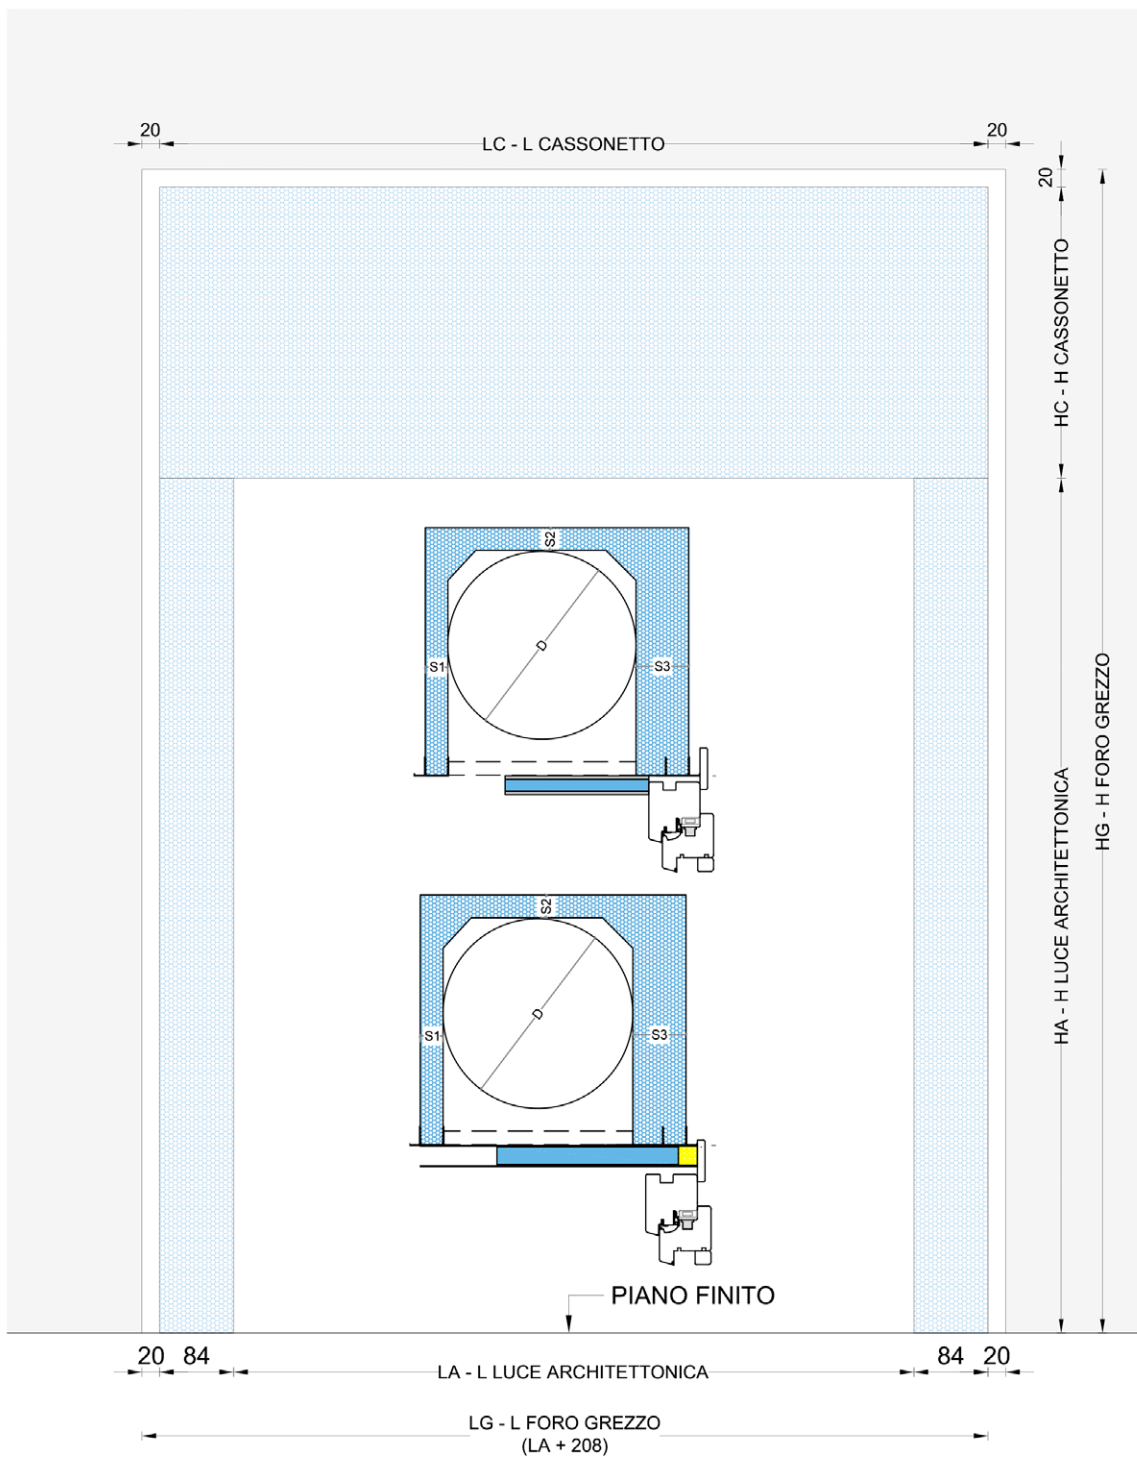 20
20
LC - L CASSONETTO
20
HC - H CASSONETTO
S2
D
S1
S3
HG - H FORO GREZZO
HA - H LUCE ARCHITETTONICA
S2
D
S1
S3
PIANO FINITO
20 84
84 20
LA - L LUCE ARCHITETTONICA
LG - L FORO GREZZO
(LA + 208)